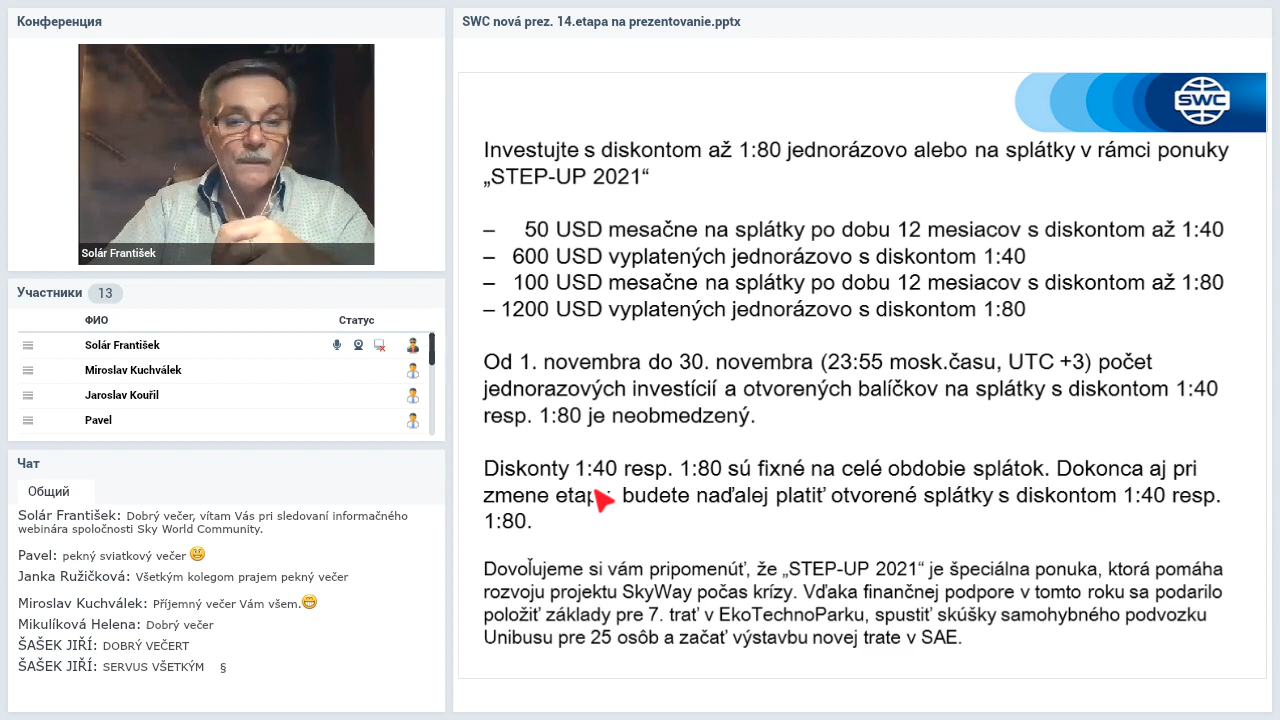 Конференция
Solár František
Участники 13
ФИО Статус
Solár František
Miroslav Kuchválek
Jaroslav Kouřil
Pavel
Чат
Общий
Solár František: Dobrý večer, vítam Vás pri sledovaní informačného
webinára spoločnosti Sky World Community.
Pavel: pekný sviatkový večer
Janka Ružičková: Všetkým kolegom prajem pekný večer
Miroslav Kuchválek: Příjemný večer Vám všem.
Mikulíková Helena: Dobrý večer
ŠAŠEK JIŘÍ: DOBRÝ VEČERT
ŠAŠEK JIŘÍ: SERVUS VŠETKÝM §
SWC nová prez. 14.etapa na prezentovanie.pptx
SWC
Investujte s diskontom až 1:80 jednorázovo alebo na splátky v rámci ponuky
„STEP-UP 2021“
– 50 USD mesačne na splátky po dobu 12 mesiacov s diskontom až 1:40
– 600 USD vyplatených jednorázovo s diskontom 1:40
– 100 USD mesačne na splátky po dobu 12 mesiacov s diskontom až 1:80
– 1200 USD vyplatených jednorázovo s diskontom 1:80
Od 1. novembra do 30. novembra (23:55 mosk.času, UTC +3) počet
jednorazových investícií a otvorených balíčkov na splátky s diskontom 1:40
resp. 1:80 je neobmedzený.
Diskonty 1:40 resp. 1:80 sú fixné na celé obdobie splátok. Dokonca aj pri
zmene budete naďalej platiť otvorené splátky s diskontom 1:40 resp.
1:80.
Dovoľujeme si vám pripomenúť, že „STEP-UP 2021“ je špeciálna ponuka, ktorá pomáha
rozvoju projektu SkyWay počas krízy. Vďaka finančnej podpore v tomto roku sa podarilo
položiť základy pre 7. trať v EkoTechnoParku, spustiť skúšky samohybného podvozku
Unibusu pre 25 osôb a začať výstavbu novej trate v SAE.